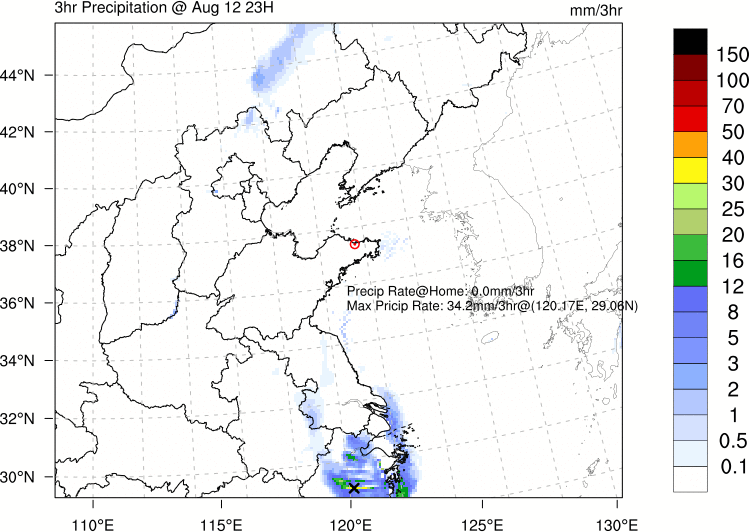 3hr Precipitation @ Aug 12 23H
mm/3hr
44°N
42°N
40°N
38°N
36°N
34°N
32°N
30°N
110°E
115°E
120°E
125°E
130°E
Precip Rate@Home: 0.0mm/3hr
Max Pricip Rate: 34.2mm/3hr@(120.17E, 29.06N)
150
100
70
50
40
30
25
20
16
12
8
5
3
2
1
0.5
0.1